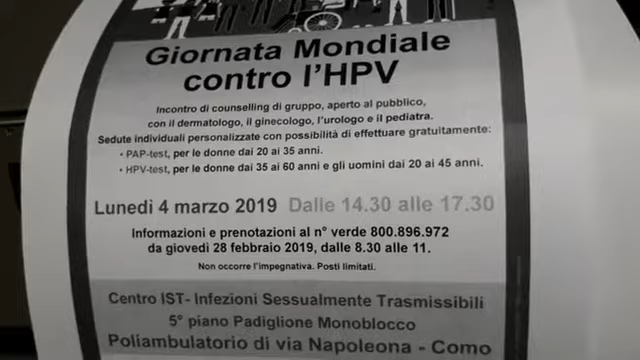 Giornata Mondiale
contro l'HPV
Incontro di counselling di gruppo, aperto al pubblico,
con il dermatologo, il ginecologo, l'urologo e il pediatra.
Sedute individuali personalizzate con possibilità di effettuare gratuitamente:
• PAP-test, per le donne dai 20 ai 35 anni.
• HPV-test, per le donne dai 35 ai 60 anni e gli uomini dai 20 ai 45 anni.
Lunedì 4 marzo 2019 Dalle 14.30 alle 17.30
Informazioni e prenotazioni al n° verde 800.896.972
da giovedì 28 febbraio 2019, dalle 8.30 alle 11.
Non occorre l'impegnativa. Posti limitati.
Centro IST- Infezioni Sessualmente Trasmissibili
5° piano Padiglione Monoblocco
Poliambulatorio di via Napoleona - Como